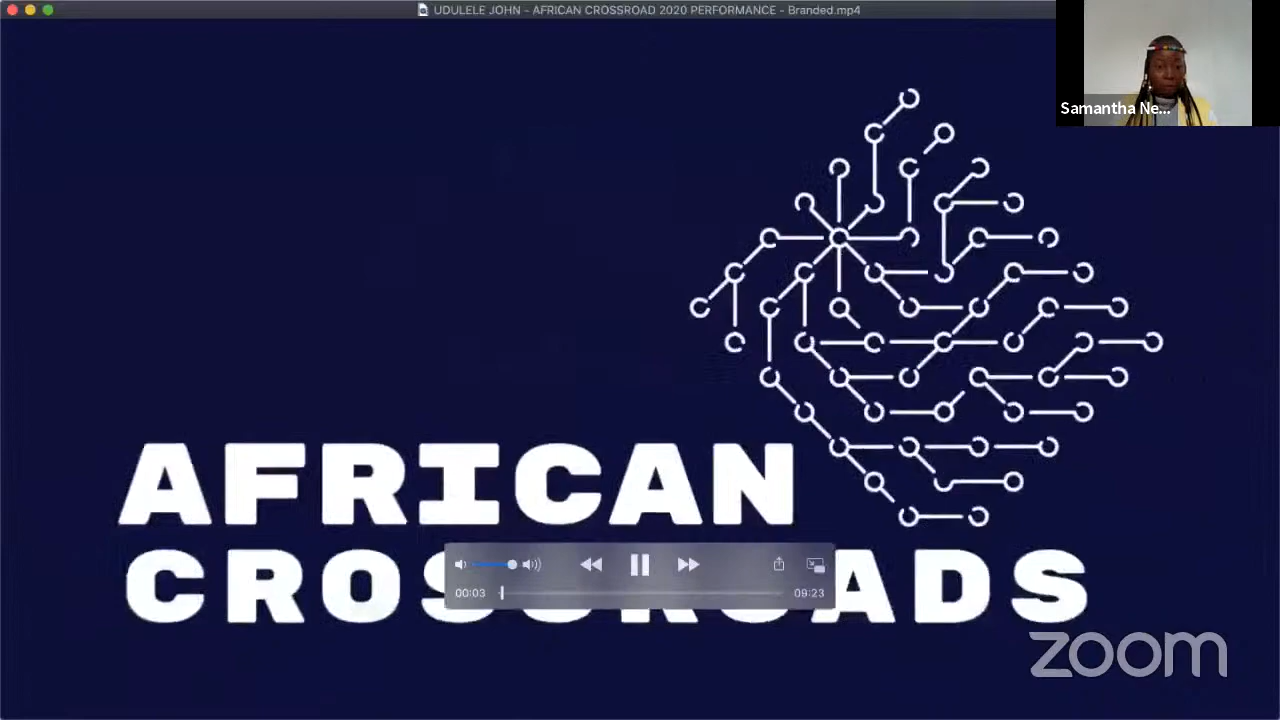 UDULELE JOHN - AFRICAN CROSSROAD 2020 PERFORMANCE - Branded.mp4
Samantha Ne...
AFRICAN
CROSSROADS
00:03
09:23
zoom